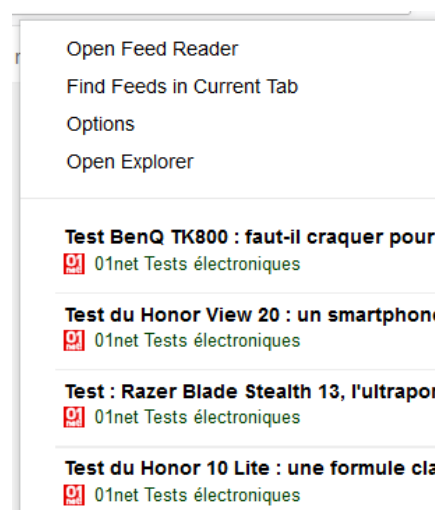 Open Feed Reader
Find Feeds in Current Tab
Options
Open Explorer
Test BenQ TK800 : faut-il craquer pour
01net Tests électroniques
Test du Honor View 20 : un smartphone
01net Tests électroniques
Test : Razer Blade Stealth 13, l'ultrapor
01net Tests électroniques
Test du Honor 10 Lite : une formule cla
01net Tests électroniques